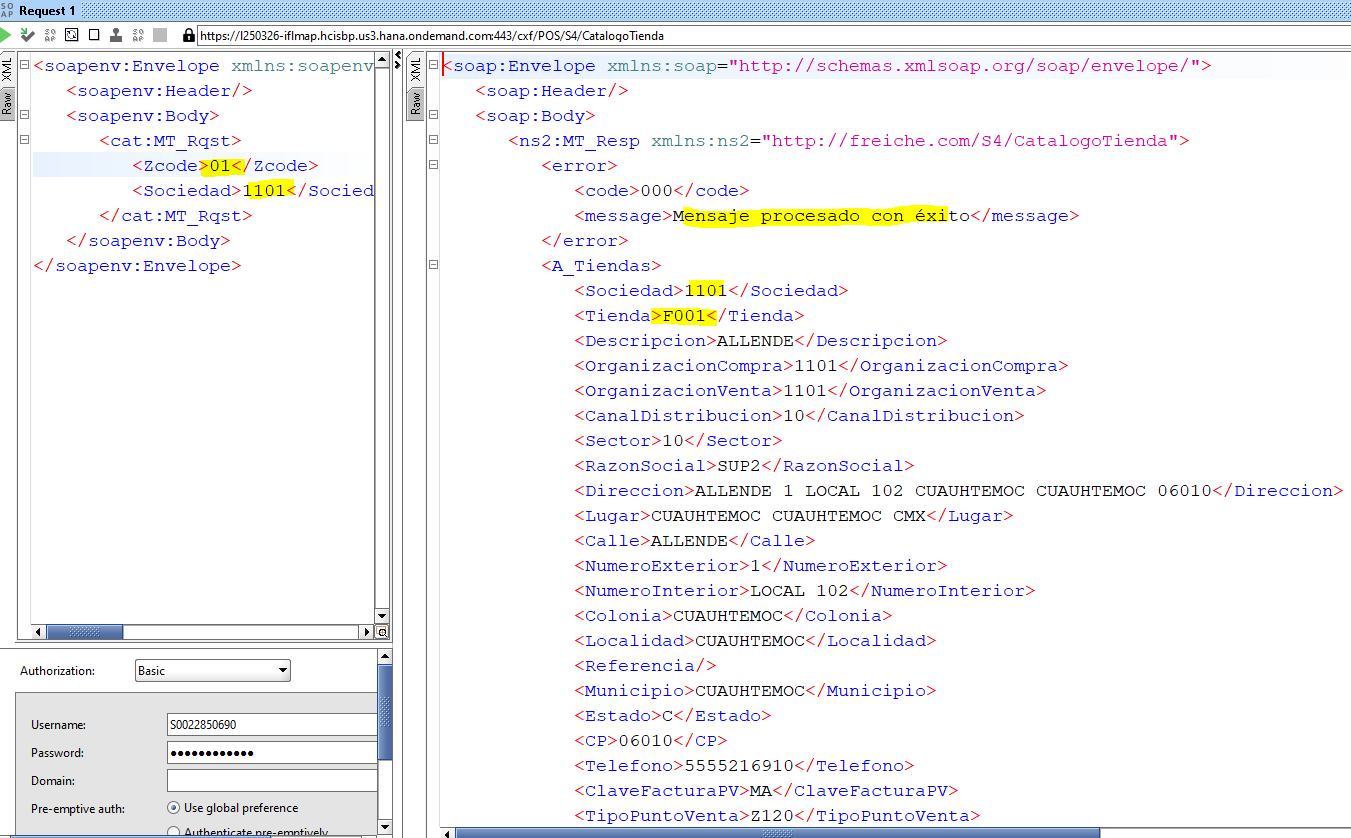 SO
AP
Request 1
https://l250326-iflmap.hcisbp.us3.hana.ondemand.com:443/cxf/POS/S4/CatalogoTienda
XML
Raw
<soapenv:Envelope xmlns:soapenv
<soapenv:Header/>
<soapenv:Body>
<cat:MT_Rqst>
<Zcode>01</Zcode>
<Sociedad>1101</Socied
</cat:MT_Rqst>
</soapenv:Body>
</soapenv:Envelope>
Authorization: Basic
Username: S0022850690
Password: ●●●●●●●●●●●●
Domain:
Pre-emptive auth: Use global preference
Authenticate pre-emptively
XML
Raw
<soap:Envelope xmlns:soap="http://schemas.xmlsoap.org/soap/envelope/">
<soap:Header/>
<soap:Body>
<ns2:MT_Resp xmlns:ns2="http://freiche.com/S4/CatalogoTienda">
<error>
<code>000</code>
<message>Mensaje procesado con éxito</message>
</error>
<A_Tiendas>
<Sociedad>1101</Sociedad>
<Tienda>F001</Tienda>
<Descripcion>ALLENDE</Descripcion>
<OrganizacionCompra>1101</OrganizacionCompra>
<OrganizacionVenta>1101</OrganizacionVenta>
<CanalDistribucion>10</CanalDistribucion>
<Sector>10</Sector>
<RazonSocial>SUP2</RazonSocial>
<Direccion>ALLENDE 1 LOCAL 102 CUAUHTEMOC CUAUHTEMOC 06010</Direccion>
<Lugar>CUAUHTEMOC CUAUHTEMOC CMX</Lugar>
<Calle>ALLENDE</Calle>
<NumeroExterior>1</NumeroExterior>
<NumeroInterior>LOCAL 102</NumeroInterior>
<Colonia>CUAUHTEMOC</Colonia>
<Localidad>CUAUHTEMOC</Localidad>
<Referencia/>
<Municipio>CUAUHTEMOC</Municipio>
<Estado>C</Estado>
<CP>06010</CP>
<Telefono>5555216910</Telefono>
<ClaveFacturaPV>MA</ClaveFacturaPV>
<TipoPuntoVenta>Z120</TipoPuntoVenta>